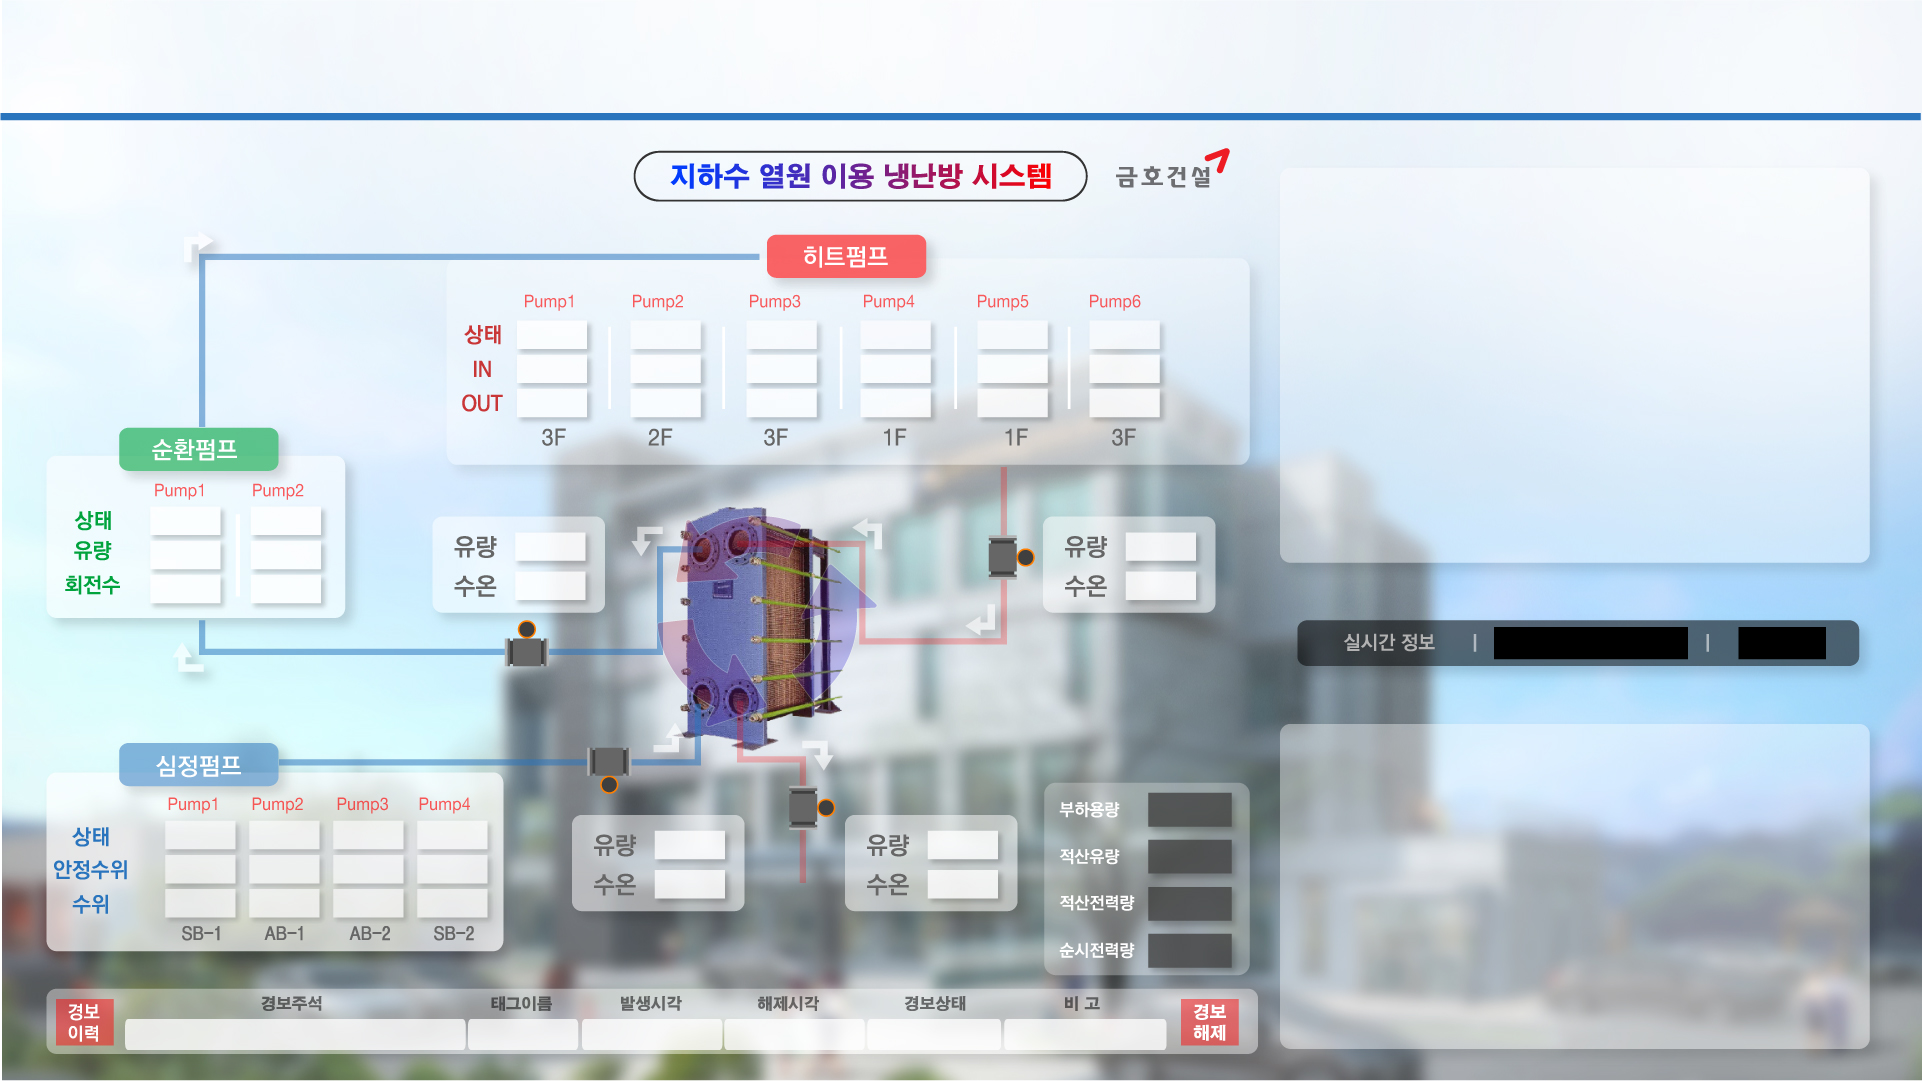 지하수 열원 이용 냉난방 시스템
금호건설
히트펌프
Pump1 Pump2 Pump3 Pump4 Pump5 Pump6
상태
IN
OUT
3F 2F 3F 1F 1F 3F
순환펌프
Pump1 Pump2
상태
유량
회전수
유량
수온
유량
수온
실시간 정보 | |
심정펌프
Pump1 Pump2 Pump3 Pump4
상태
안정수위
수위
SB-1 AB-1 AB-2 SB-2
유량
수온
유량
수온
부하용량
적산유량
적산전력량
순시전력량
경보
이력
경보주석 태그이름 발생시각 해제시각 경보상태 비 고
경보
해제